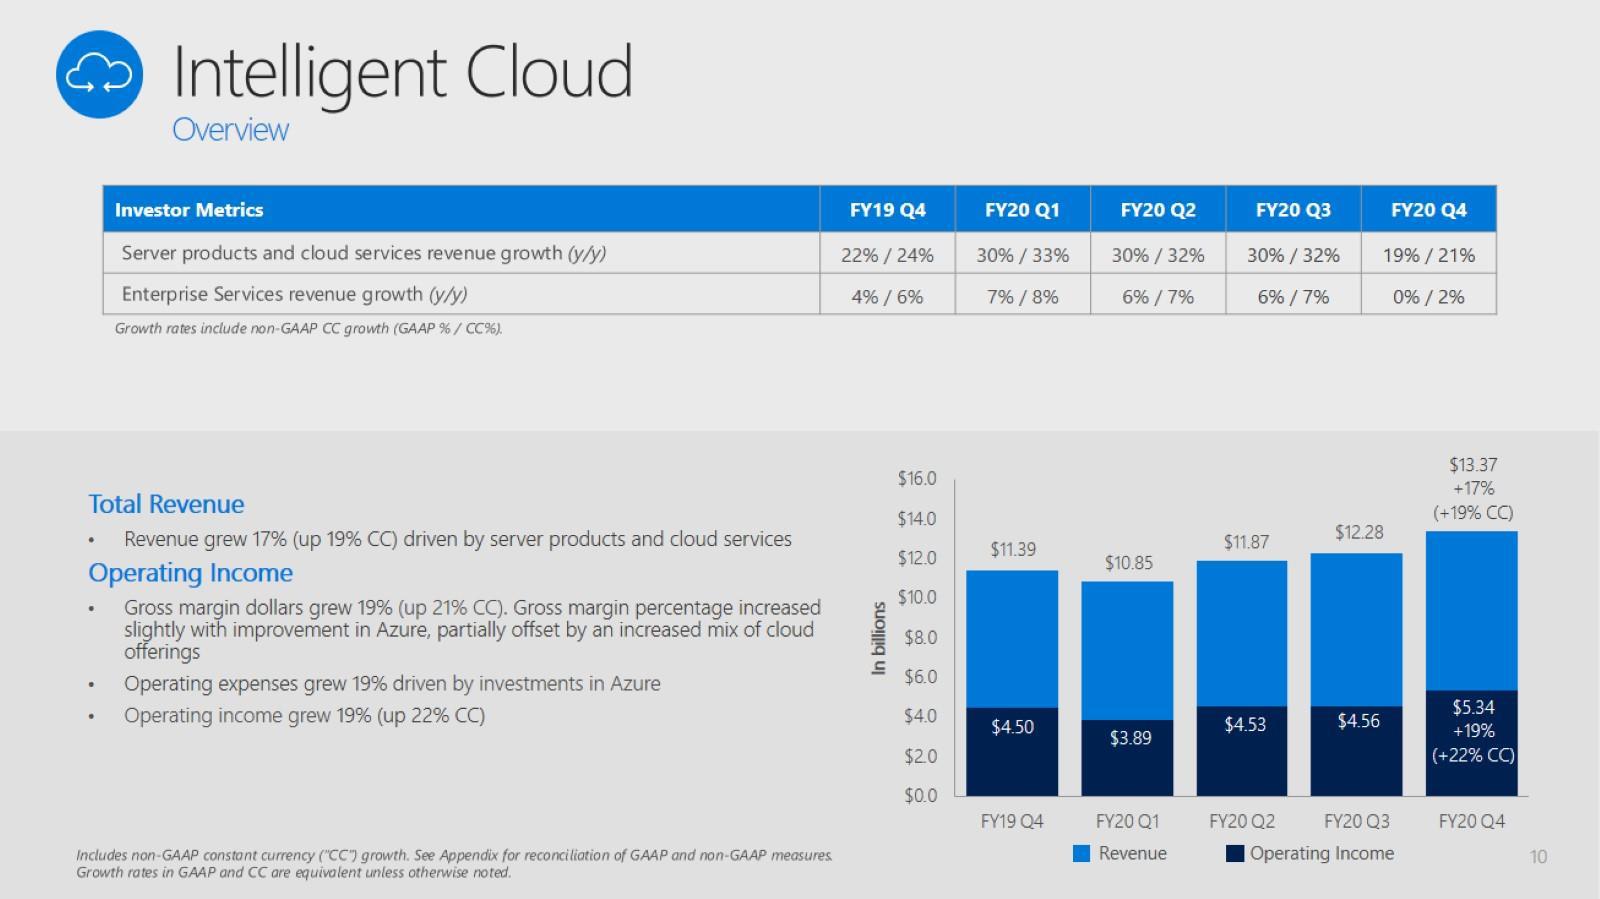 Intelligent Cloud
Overview
Investor Metrics FY19 Q4 FY20 Q1 FY20 Q2 FY20 Q3 FY20 Q4
Server products and cloud services revenue growth (y/y) 22% / 24% 30% / 33% 30% / 32% 30% / 32% 19% / 21%
Enterprise Services revenue growth (y/y) 4% / 6% 7% / 8% 6% / 7% 6% / 7% 0% / 2%
Growth rates include non-GAAP CC growth (GAAP % / CC%).
Total Revenue
• Revenue grew 17% (up 19% CC) driven by server products and cloud services
Operating Income
• Gross margin dollars grew 19% (up 21% CC). Gross margin percentage increased
slightly with improvement in Azure, partially offset by an increased mix of cloud
offerings
• Operating expenses grew 19% driven by investments in Azure
• Operating income grew 19% (up 22% CC)
In billions
$16.0
$14.0
$12.0
$10.0
$8.0
$6.0
$4.0
$2.0
$0.0
$11.39
$10.85
$11.87
$12.28
$13.37
+17%
(+19% CC)
$4.50
$3.89
$4.53
$4.56
$5.34
+19%
(+22% CC)
FY19 Q4 FY20 Q1 FY20 Q2 FY20 Q3 FY20 Q4
Revenue Operating Income
Includes non-GAAP constant currency ("CC") growth. See Appendix for reconciliation of GAAP and non-GAAP measures.
Growth rates in GAAP and CC are equivalent unless otherwise noted.
10